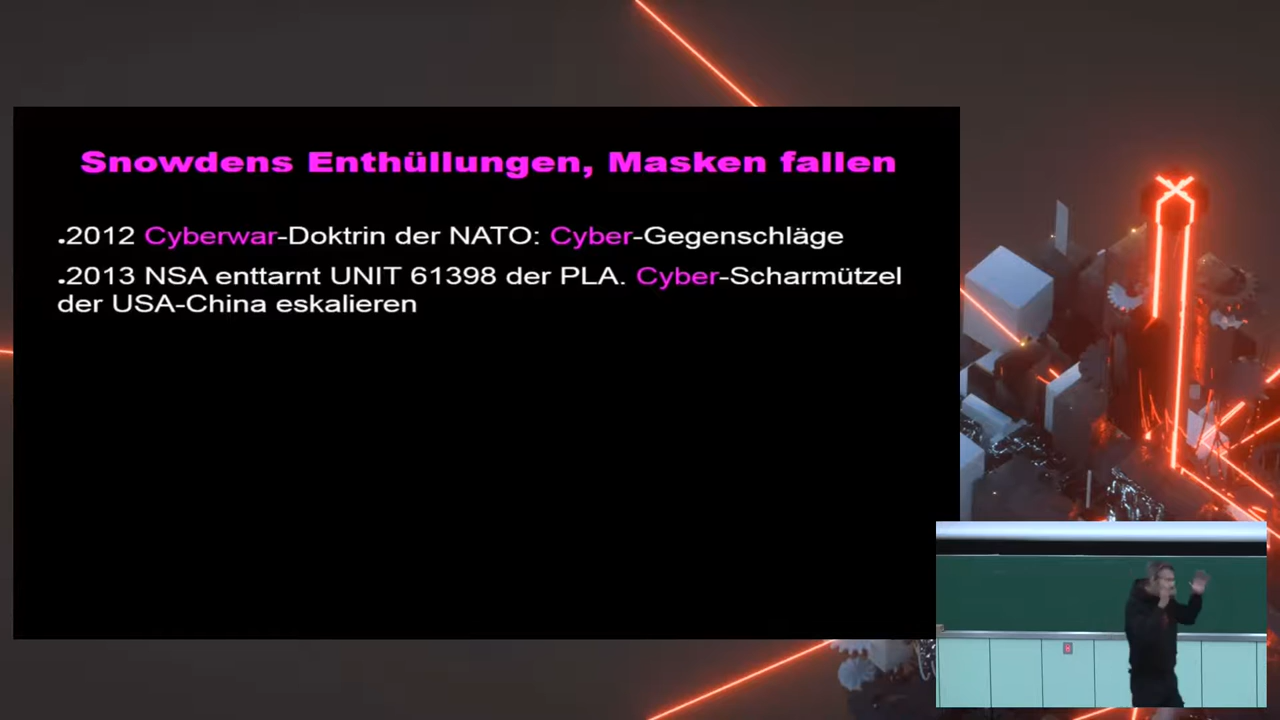 Snowdens Enthüllungen, Masken fallen
.2012 Cyberwar-Doktrin der NATO: Cyber-Gegenschläge
.2013 NSA enttarnt UNIT 61398 der PLA. Cyber-Scharmützel
der USA-China eskalieren